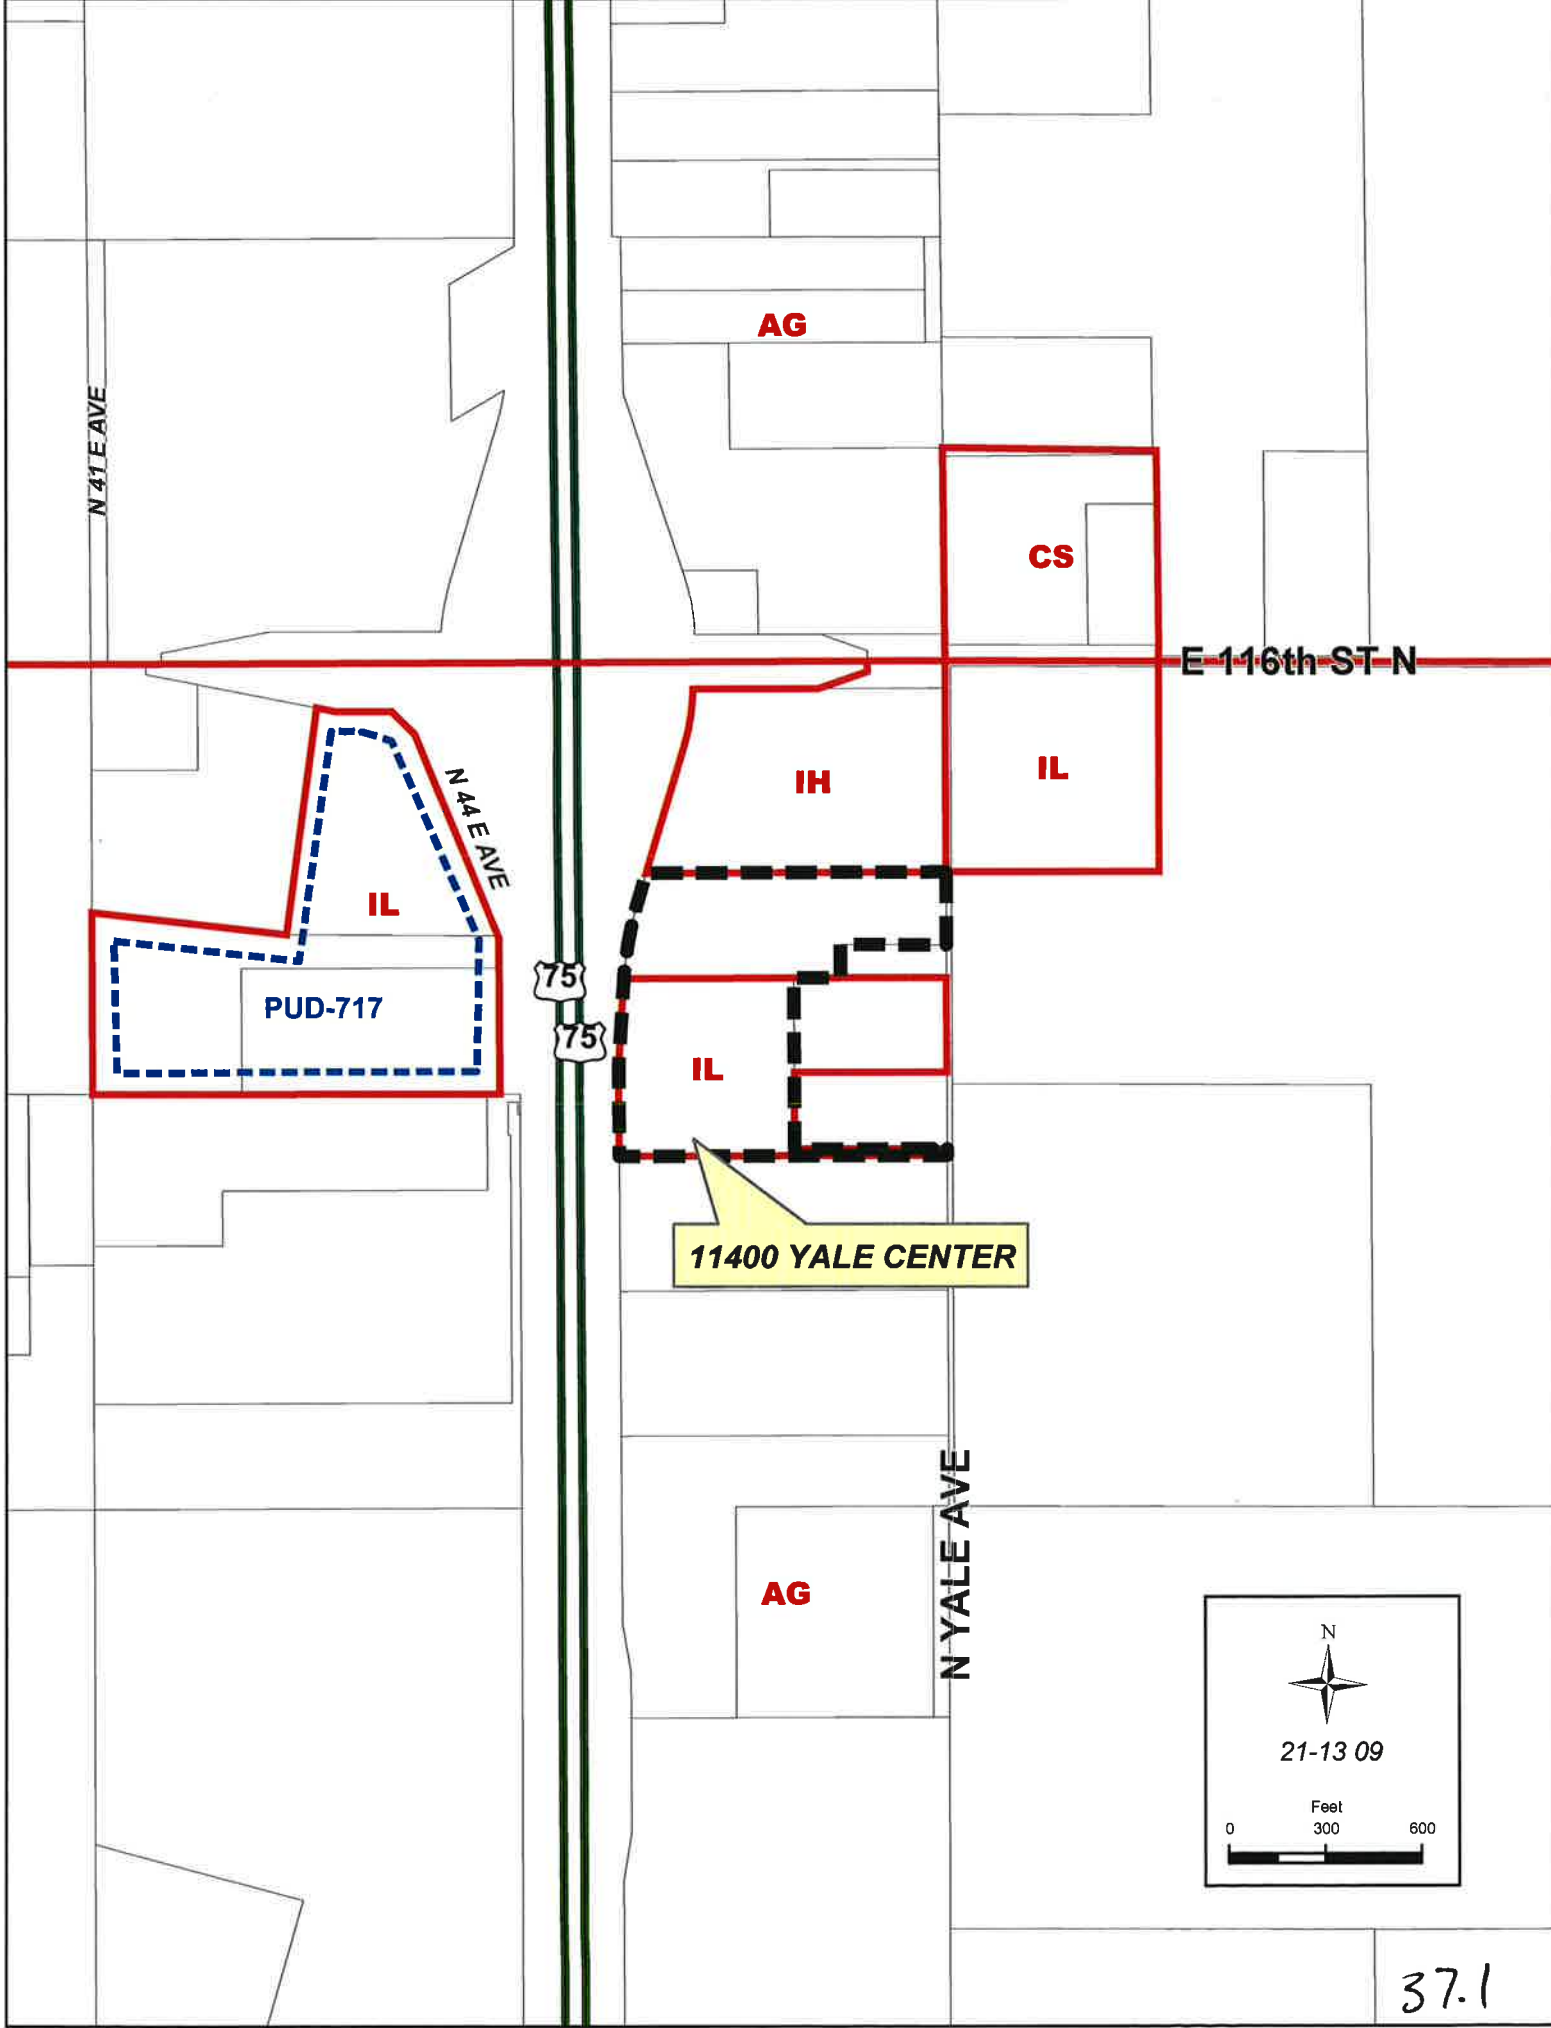 AG
N 41 E AVE
CS
E 116th ST N
IH
IL
N 44 E AVE
IL
75
PUD-717
75
IL
11400 YALE CENTER
N YALE AVE
AG
N
21-13 09
Feet
0 300 600
37.1